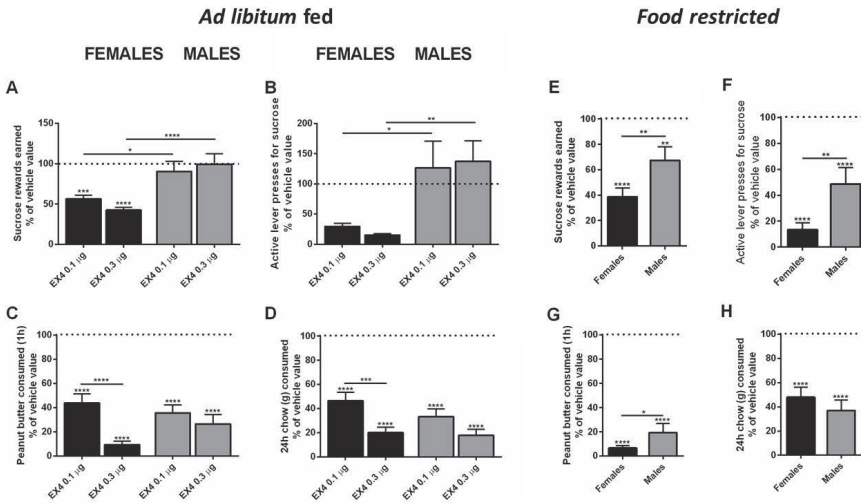 Ad libitum fed
Food restricted
FEMALES MALES
FEMALES MALES
A
Sucrose rewards earned
% of vehicle value
150
100
50
0
****
*
***
****
EX4 0.1 µg
EX4 0.3 µg
EX4 0.1 µg
EX4 0.3 µg
B
Active lever presses for sucrose
% of vehicle value
200
150
100
50
0
**
*
EX4 0.1 µg
EX4 0.3 µg
EX4 0.1 µg
EX4 0.3 µg
E
Sucrose rewards earned
% of vehicle value
100
80
60
40
20
0
**
**
****
Females
Males
F
Active lever presses for sucrose
% of vehicle value
100
80
60
40
20
0
**
****
****
Females
Males
C
Peanut butter consumed (1h)
% of vehicle value
100
80
60
40
20
0
****
****
****
****
****
EX4 0.1 µg
EX4 0.3 µg
EX4 0.1 µg
EX4 0.3 µg
D
24h chow (g) consumed
% of vehicle value
100
80
60
40
20
0
***
****
****
****
****
EX4 0.1 µg
EX4 0.3 µg
EX4 0.1 µg
EX4 0.3 µg
G
Peanut butter consumed (1h)
% of vehicle value
100
80
60
40
20
0
*
****
****
Females
Males
H
24h chow (g) consumed
% of vehicle value
100
80
60
40
20
0
****
****
Females
Males